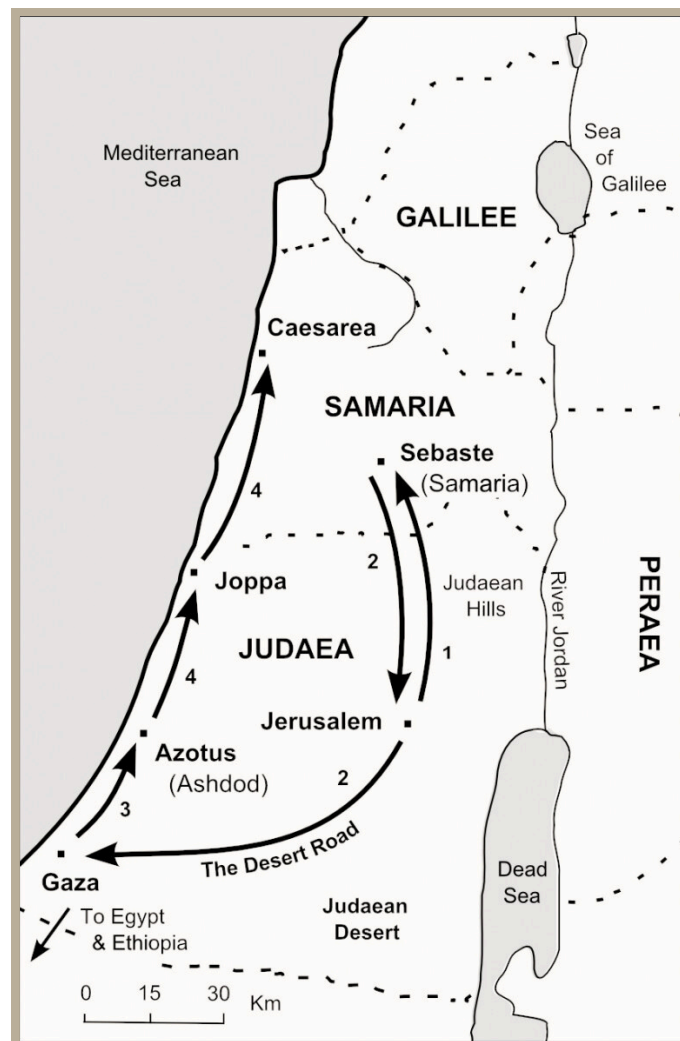 Mediterranean
Sea
Sea
of
Galilee
GALILEE
Caesarea
SAMARIA
Sebaste
(Samaria)
4
2
Joppa
Judaean
Hills
River Jordan
PERAEA
JUDAEA
1
4
Jerusalem
Azotus
(Ashdod)
2
3
The Desert Road
Gaza
Dead
Sea
To Egypt
& Ethiopia
Judaean
Desert
0 15 30 Km